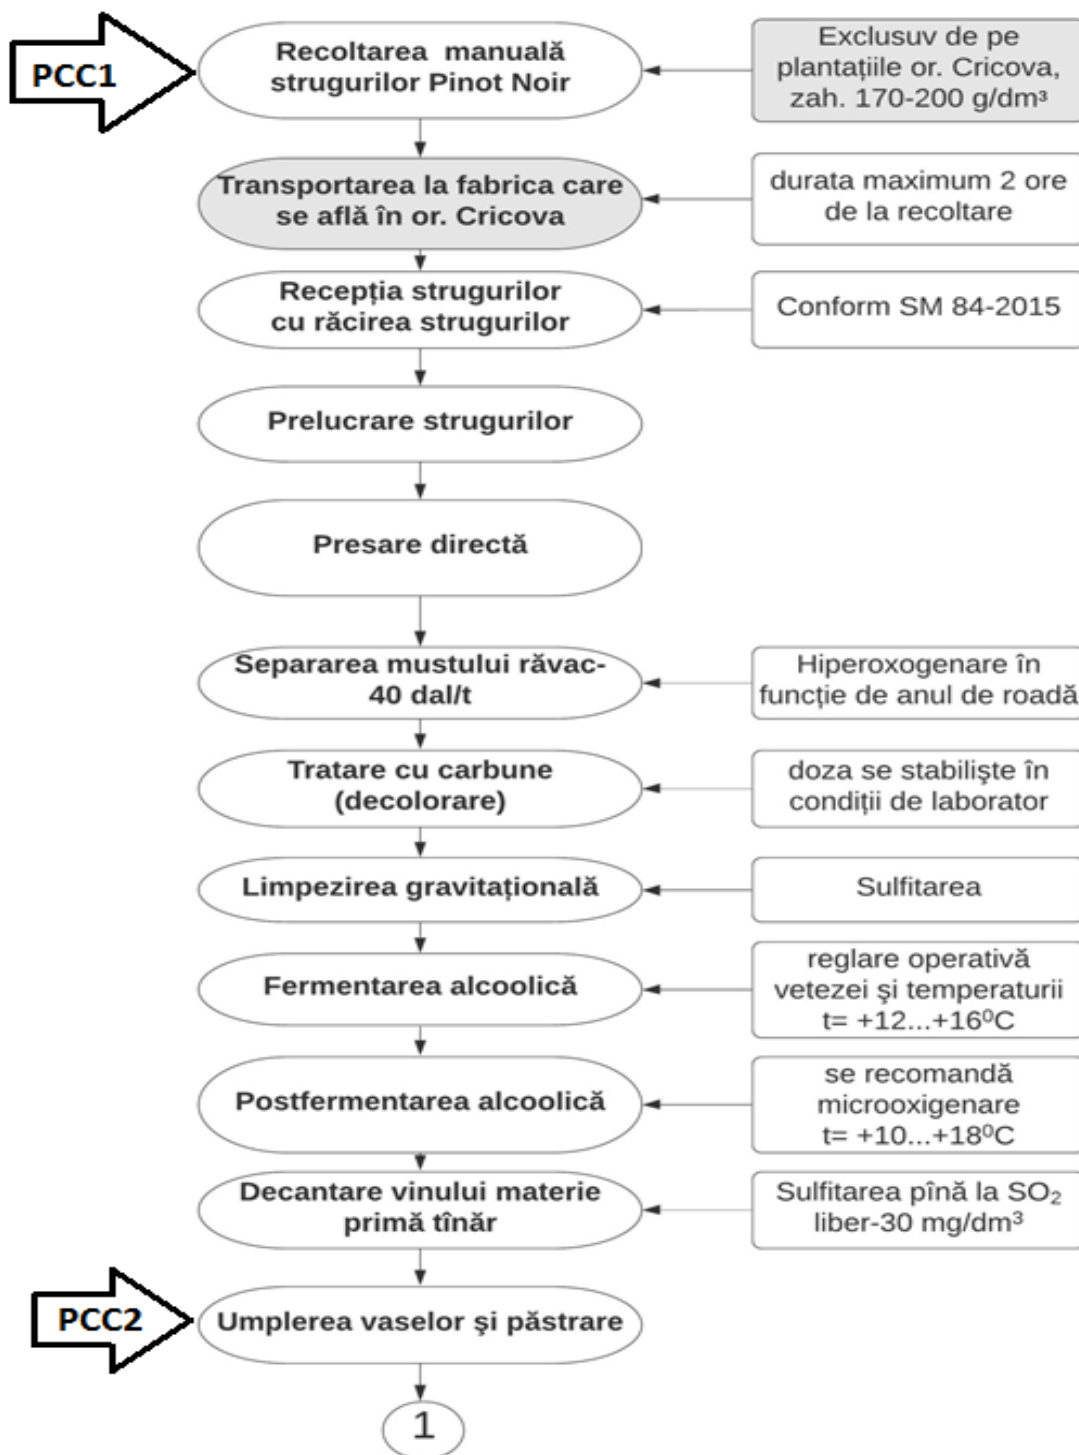 PCC1
Recoltarea manuală
strugurilor Pinot Noir
Exclusuv de pe
plantațiile or. Cricova,
zah. 170-200 g/dm³
Transportarea la fabrica care
se află în or. Cricova
durata maximum 2 ore
de la recoltare
Recepția strugurilor
cu răcirea strugurilor
Conform SM 84-2015
Prelucrare strugurilor
Presare directă
Separarea mustului răvac-
40 dal/t
Hiperoxogenare în
funcție de anul de roadă
Tratare cu carbune
(decolorare)
doza se stabilişte în
condiții de laborator
Limpezirea gravitațională
Sulfitarea
Fermentarea alcoolică
reglare operativă
vetezei şi temperaturii
t= +12...+16⁰C
Postfermentarea alcoolică
se recomandă
microoxigenare
t= +10...+18⁰C
Decantare vinului materie
primă tînăr
Sulfitarea pînă la SO₂
liber-30 mg/dm³
PCC2
Umplerea vaselor şi păstrare
1